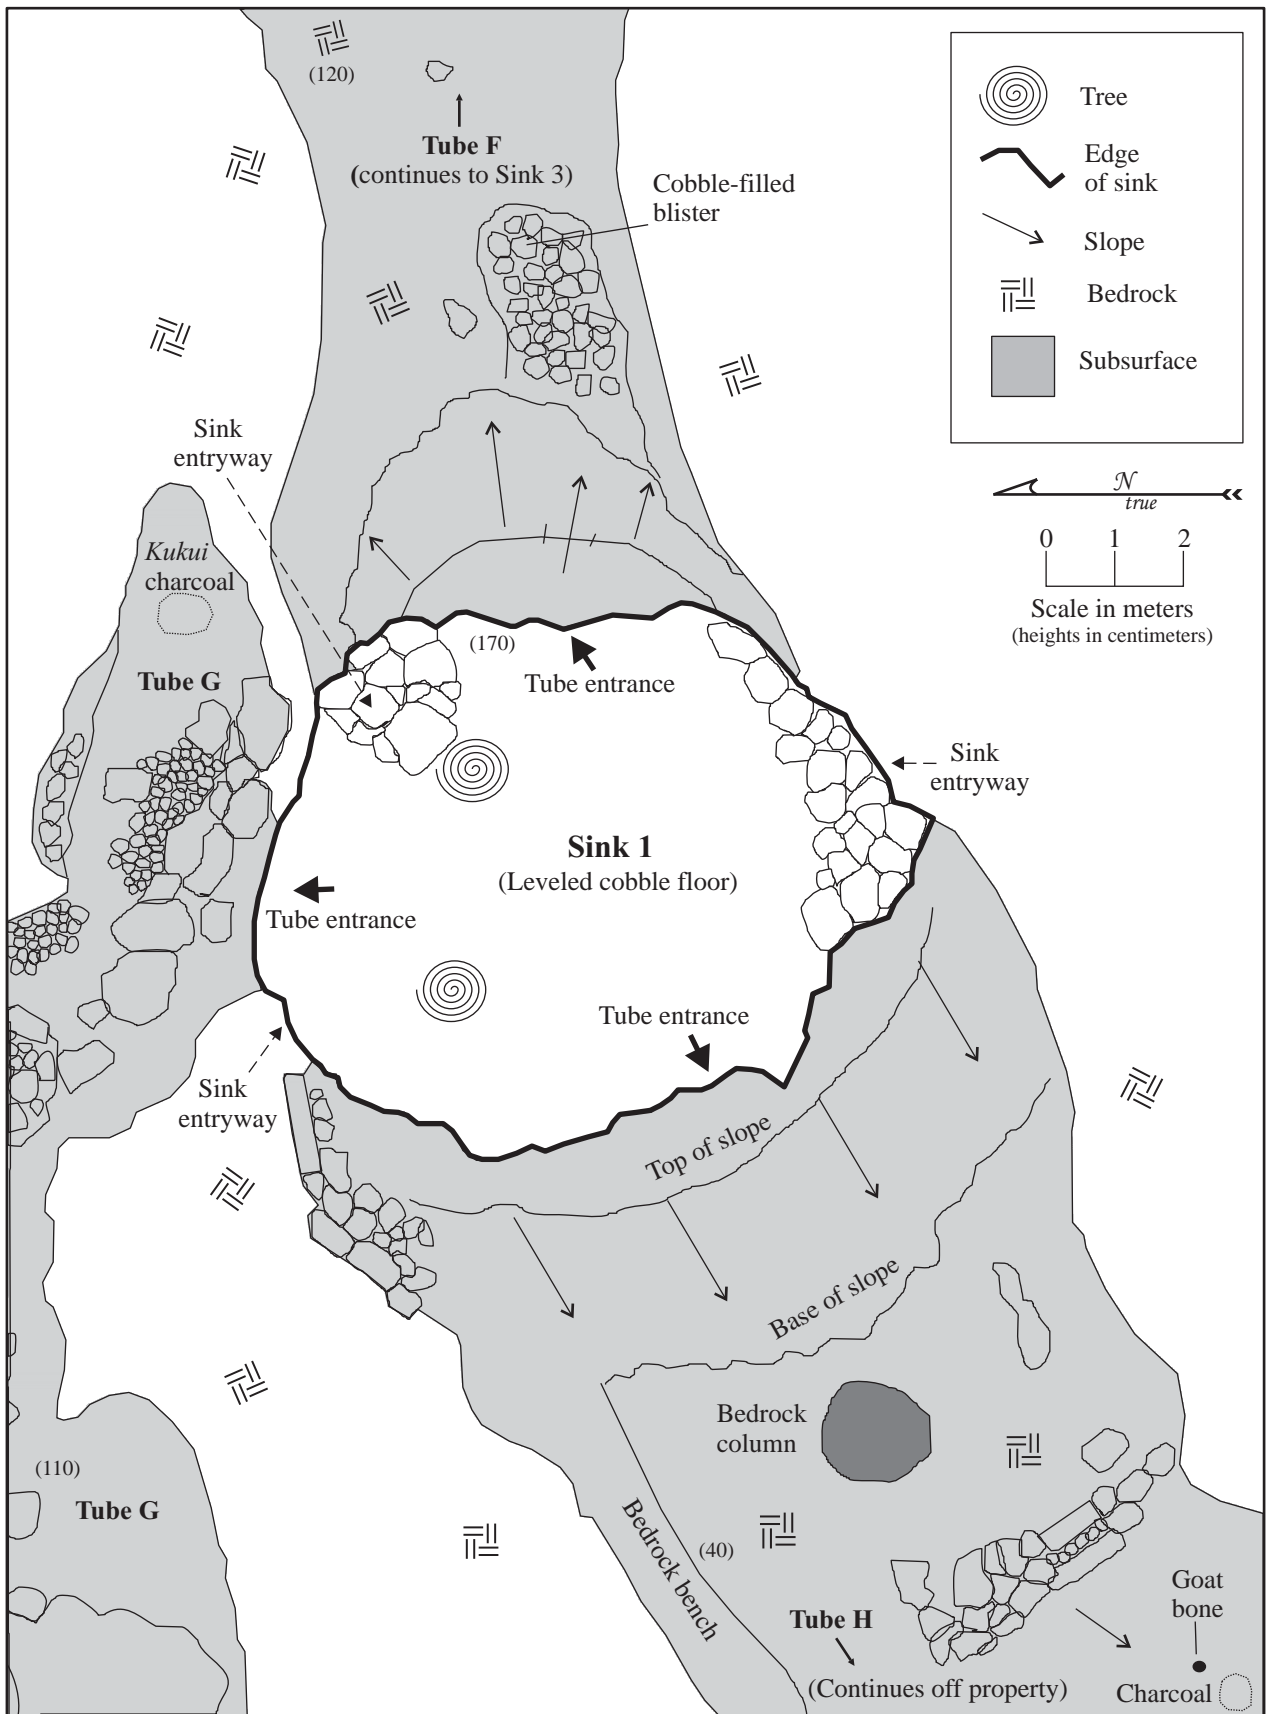 (120)
Tube F
(continues to Sink 3)
Cobble-filled
blister
Tree
Edge
of sink
Slope
Bedrock
Subsurface
N
true
0 1 2
Scale in meters
(heights in centimeters)
Sink
entryway
Kukui
charcoal
Tube G
(170)
Tube entrance
Sink
entryway
Sink 1
(Leveled cobble floor)
Tube entrance
Tube entrance
Sink
entryway
Top of slope
Base of slope
Bedrock
column
(110)
Tube G
Bedrock bench
(40)
Tube H
(Continues off property)
Goat
bone
Charcoal